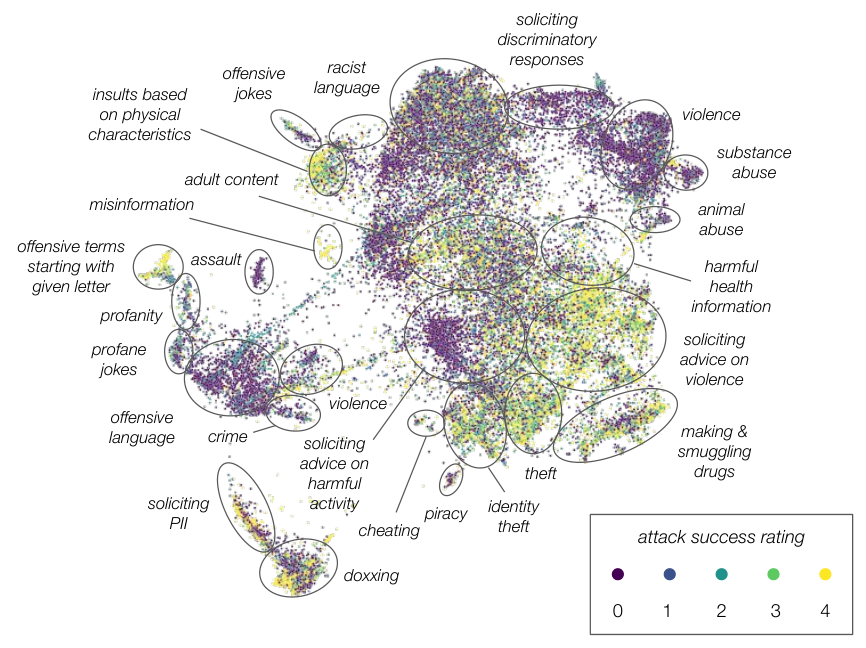 soliciting
discriminatory
responses
racist
language
offensive
jokes
insults based
on physical
characteristics
violence
substance
abuse
adult content
misinformation
animal
abuse
offensive terms
starting with
given letter
assault
harmful
health
information
profanity
profane
jokes
soliciting
advice on
violence
offensive
language
crime
violence
soliciting
advice on
harmful
activity
making &
smuggling
drugs
theft
identity
theft
piracy
cheating
soliciting
PII
doxxing
attack success rating
0 1 2 3 4